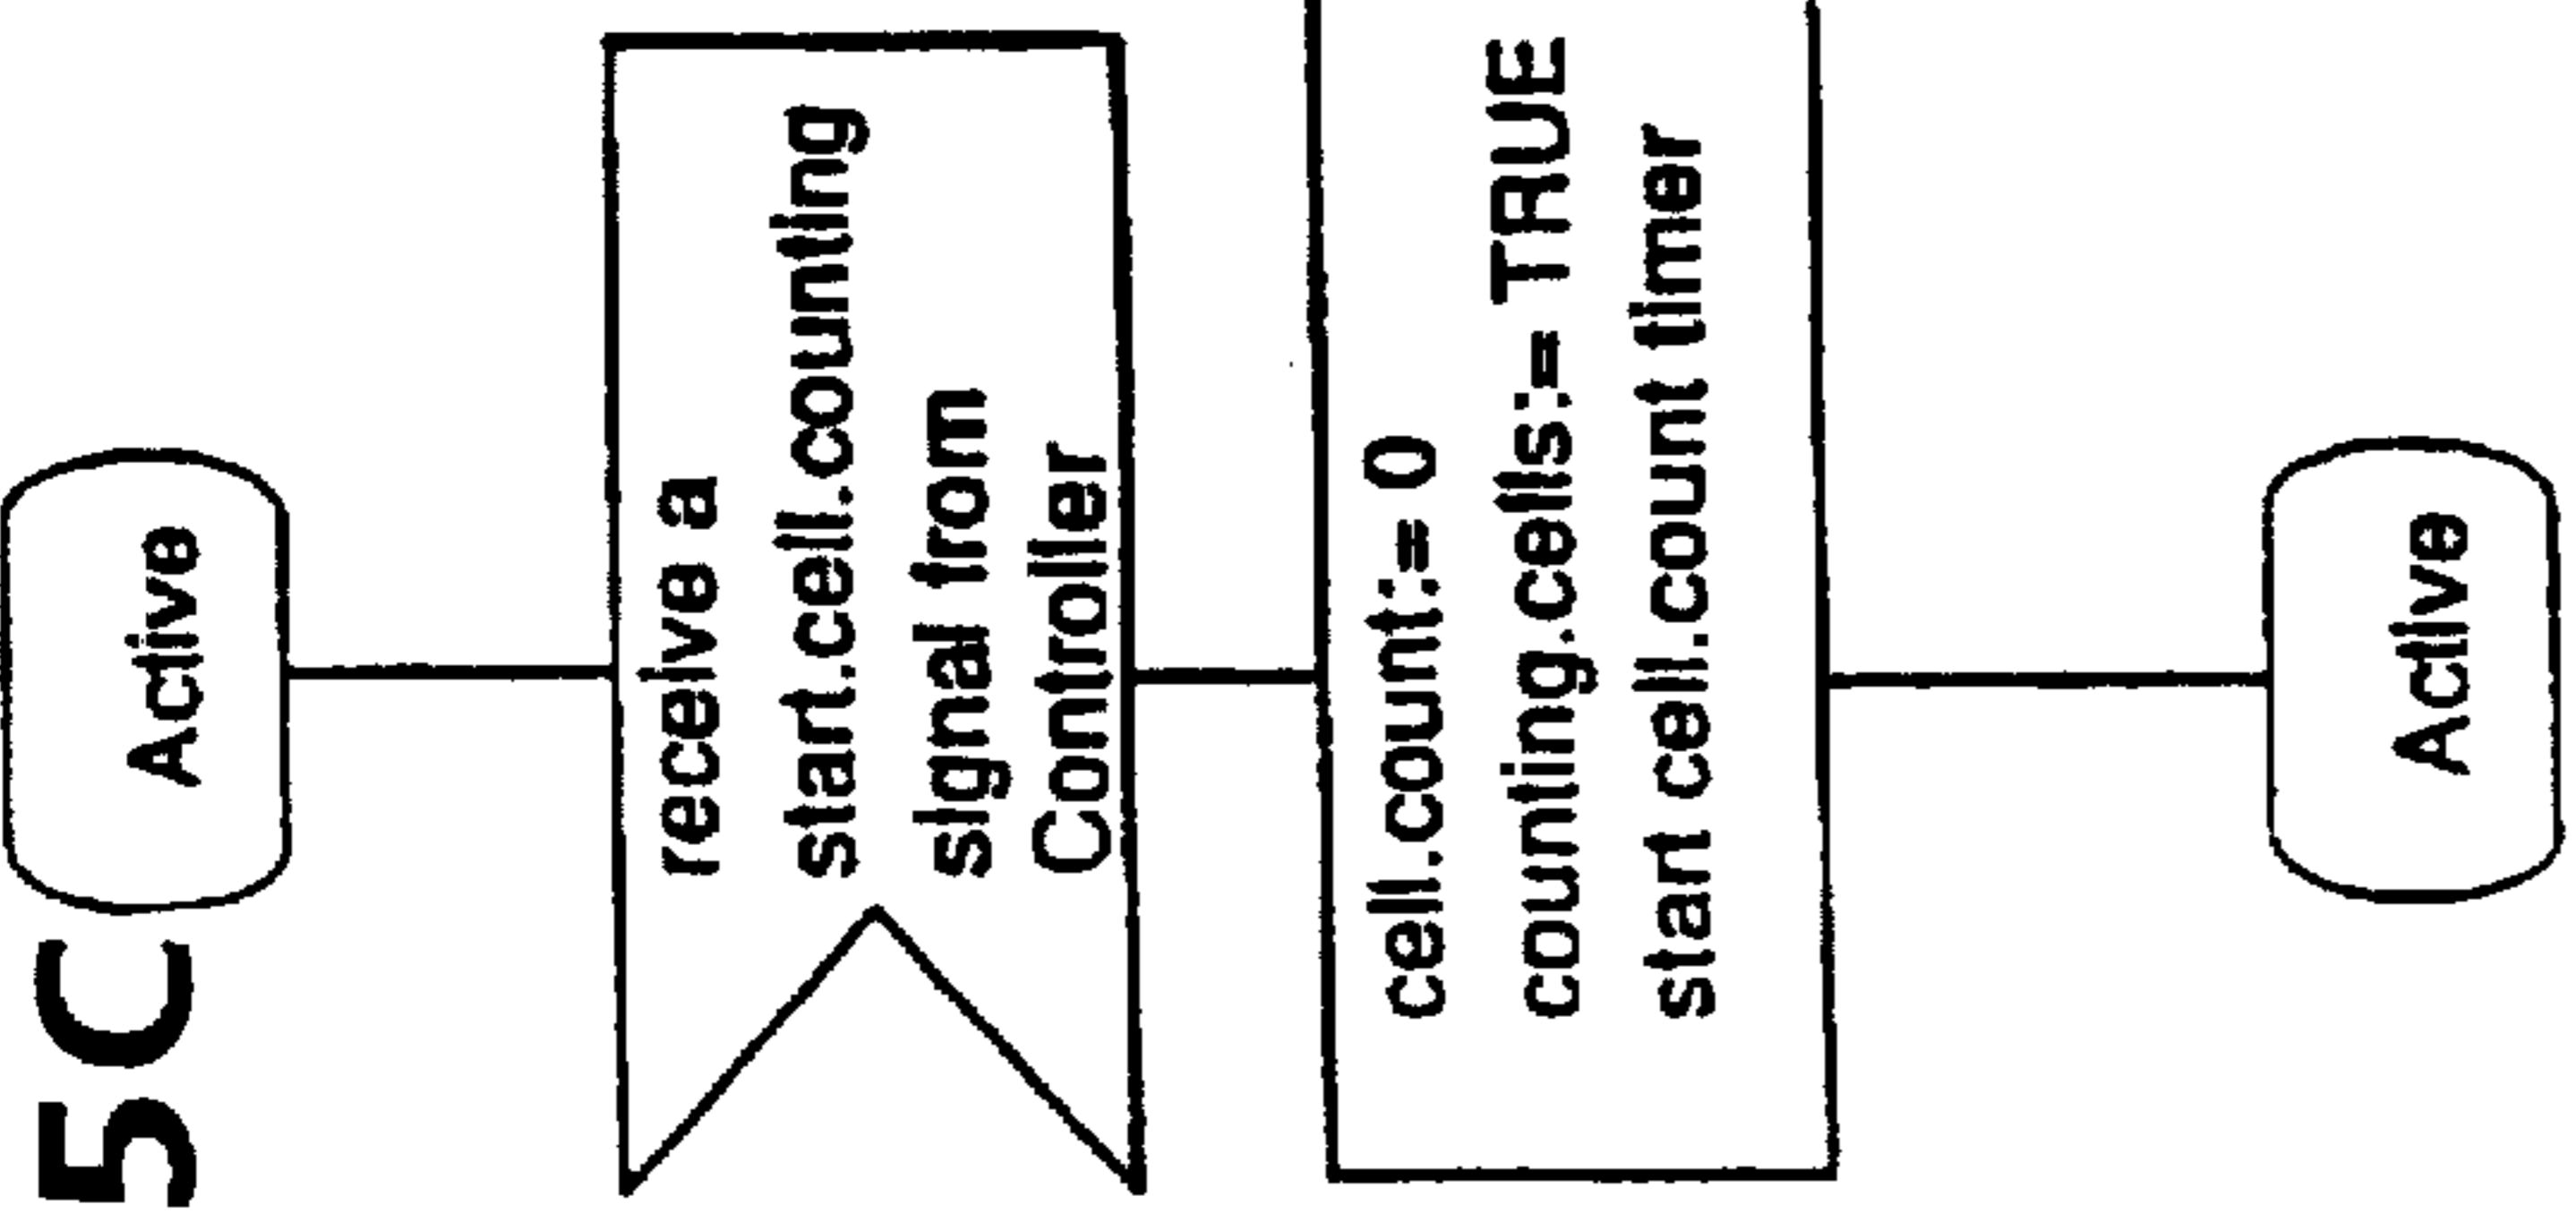 5C
Active
receive a
start.cell.counting
signal from
Controller
cell.count:= 0
counting.cells:= TRUE
start cell.count timer
Active